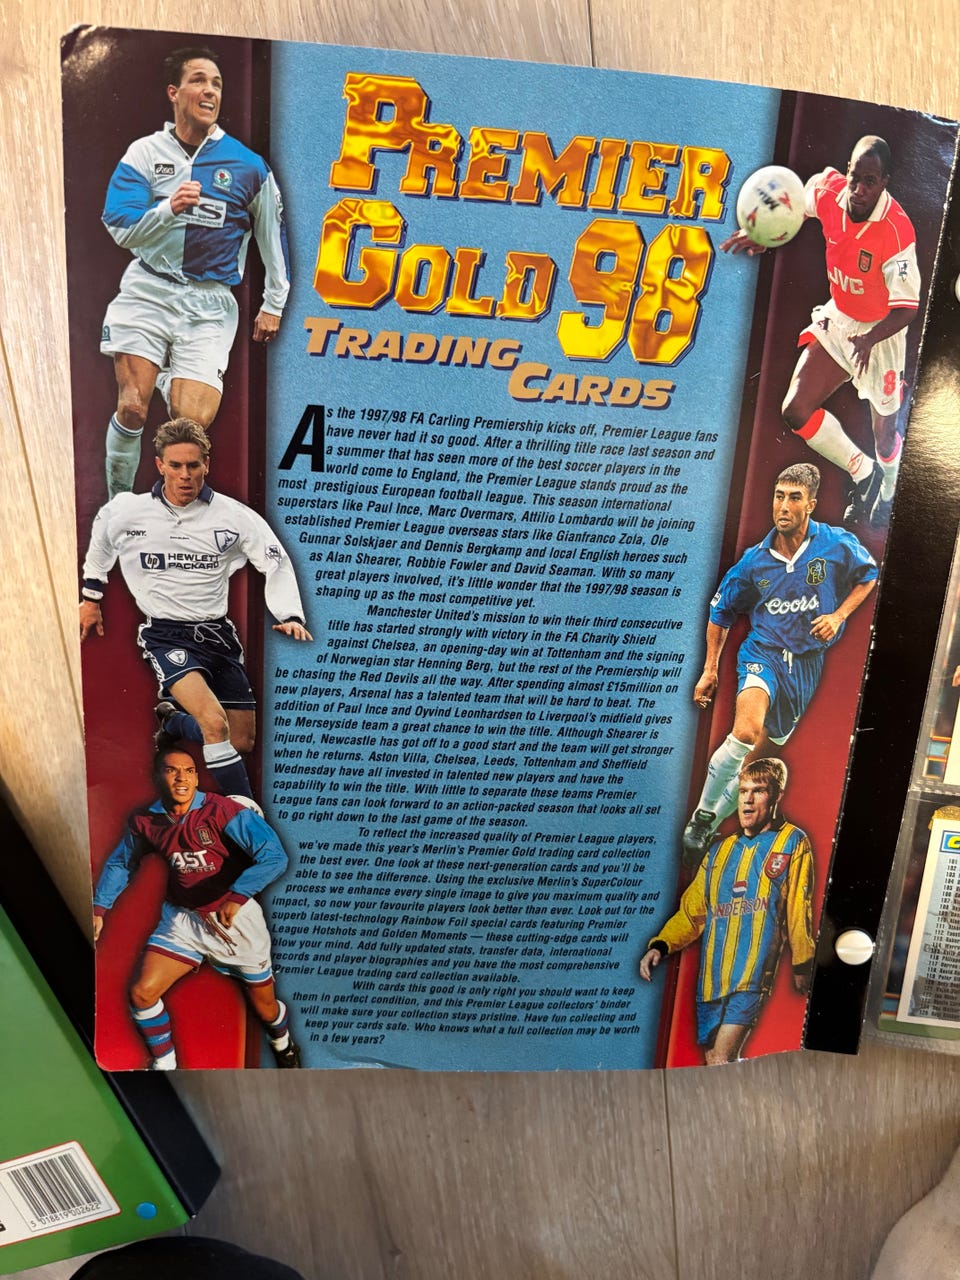 PREMIER
GOLD 98
TRADING
CARDS
As the 1997/98 FA Carling Premiership kicks off, Premier League fans
have never had it so good. After a thrilling title race last season and
a summer that has seen more of the best soccer players in the
world come to England, the Premier League stands proud as the
most prestigious European football league. This season international
superstars like Paul Ince, Marc Overmars, Attilio Lombardo will be joining
established Premier League overseas stars like Gianfranco Zola, Ole
Gunnar Solskjaer and Dennis Bergkamp and local English heroes such
as Alan Shearer, Robbie Fowler and David Seaman. With so many
great players involved, it's little wonder that the 1997/98 season is
shaping up as the most competitive yet.
Manchester United's mission to win their third consecutive
title has started strongly with victory in the FA Charity Shield
against Chelsea, an opening-day win at Tottenham and the signing
of Norwegian star Henning Berg, but the rest of the Premiership will
be chasing the Red Devils all the way. After spending almost £15million on
new players, Arsenal has a talented team that will be hard to beat. The
addition of Paul Ince and Oyvind Leonhardsen to Liverpool's midfield gives
the Merseyside team a great chance to win the title. Although Shearer is
injured, Newcastle has got off to a good start and the team will get stronger
when he returns. Aston Villa, Chelsea, Leeds, Tottenham and Sheffield
Wednesday have all invested in talented new players and have the
capability to win the title. With little to separate these teams Premier
League fans can look forward to an action-packed season that looks all set
to go right down to the last game of the season.
To reflect the increased quality of Premier League players,
we've made this year's Merlin's Premier Gold trading card collection
the best ever. One look at these next-generation cards and you'll be
able to see the difference. Using the exclusive Merlin's SuperColour
process we enhance every single image to give you maximum quality and
impact, so now your favourite players look better than ever. Look out for the
superb latest-technology Rainbow Foil special cards featuring Premier
League Hotshots and Golden Moments — these cutting-edge cards will
blow your mind. Add fully updated stats, transfer data, international
records and player biographies and you have the most comprehensive
Premier League trading card collection available.
With cards this good is only right you should want to keep
them in perfect condition, and this Premier League collectors' binder
will make sure your collection stays pristine. Have fun collecting and
keep your cards safe. Who knows what a full collection may be worth
in a few years?
asics
JVC
8
PONY.
hp HEWLETT
PACKARD
Coors
AST
COMPUTER
ANDERSON
5 018819 002622